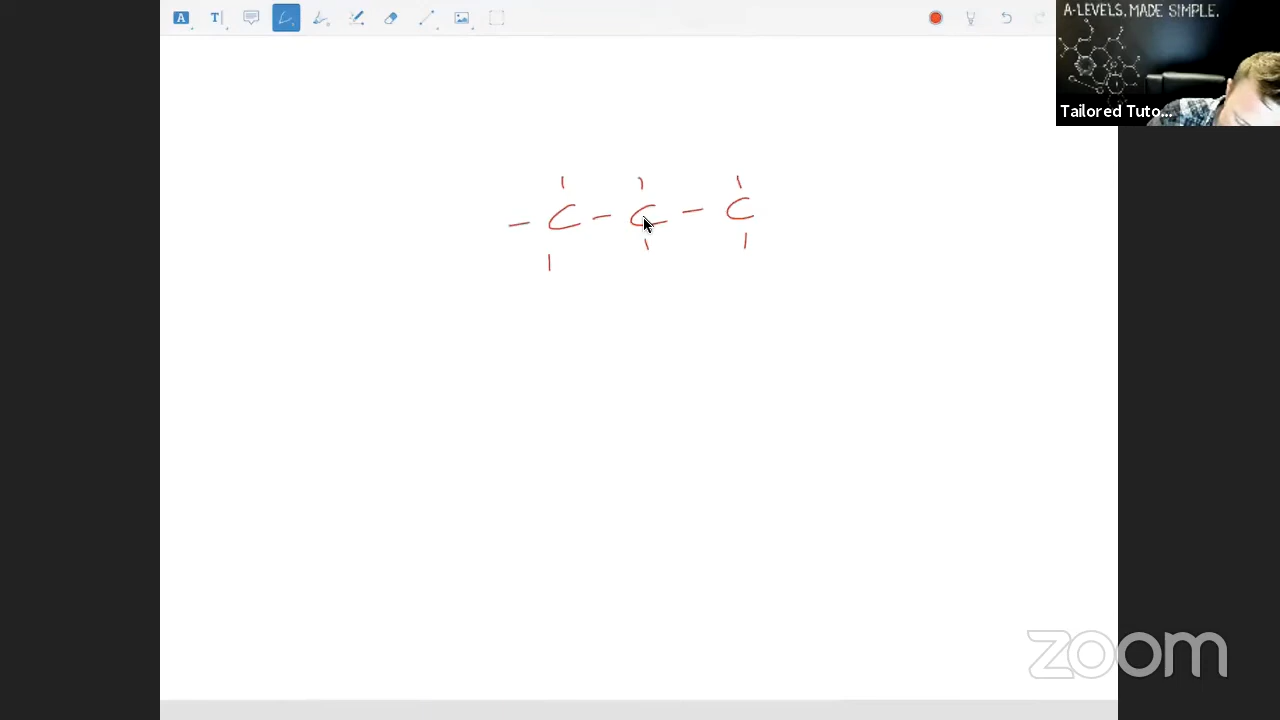 A T
A-LEVELS, MADE SIMPLE.
Tailored Tuto...
C - C - C
zoom